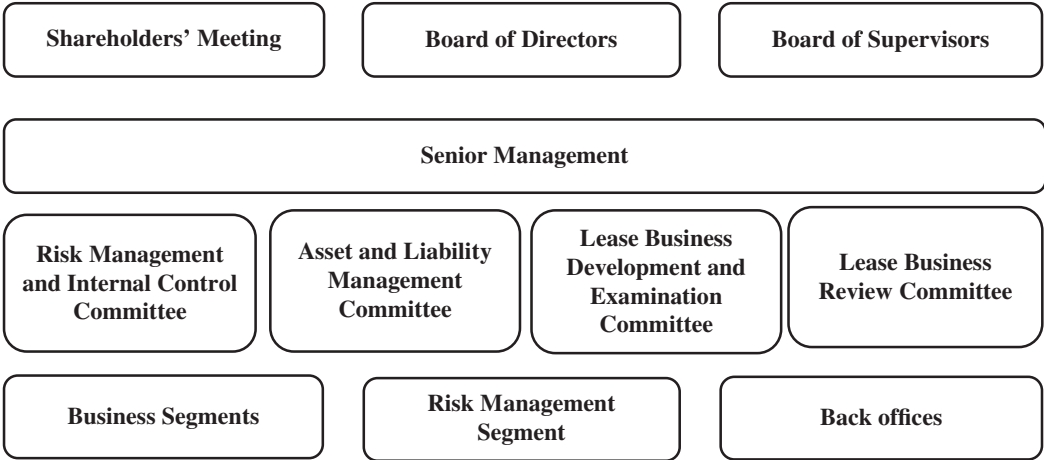 Shareholders’ Meeting
Board of Directors
Board of Supervisors
Senior Management
Risk Management
and Internal Control
Committee
Asset and Liability
Management
Committee
Lease Business
Development and
Examination
Committee
Lease Business
Review Committee
Business Segments
Risk Management
Segment
Back offices